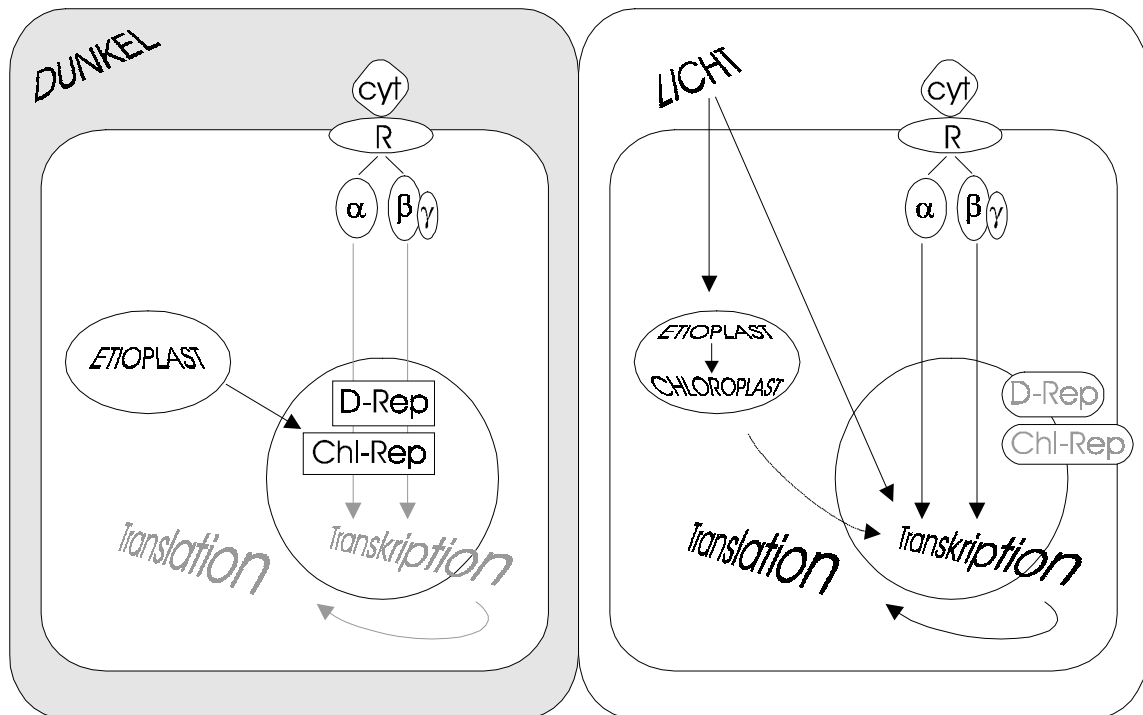 DUNKEL
cyt
R
α β γ
ETIOPLAST
D-Rep
Chl-Rep
Translation
Transkription
LICHT
cyt
R
α β γ
ETIOPLAST
CHLOROPLAST
D-Rep
Chl-Rep
Translation
Transkription